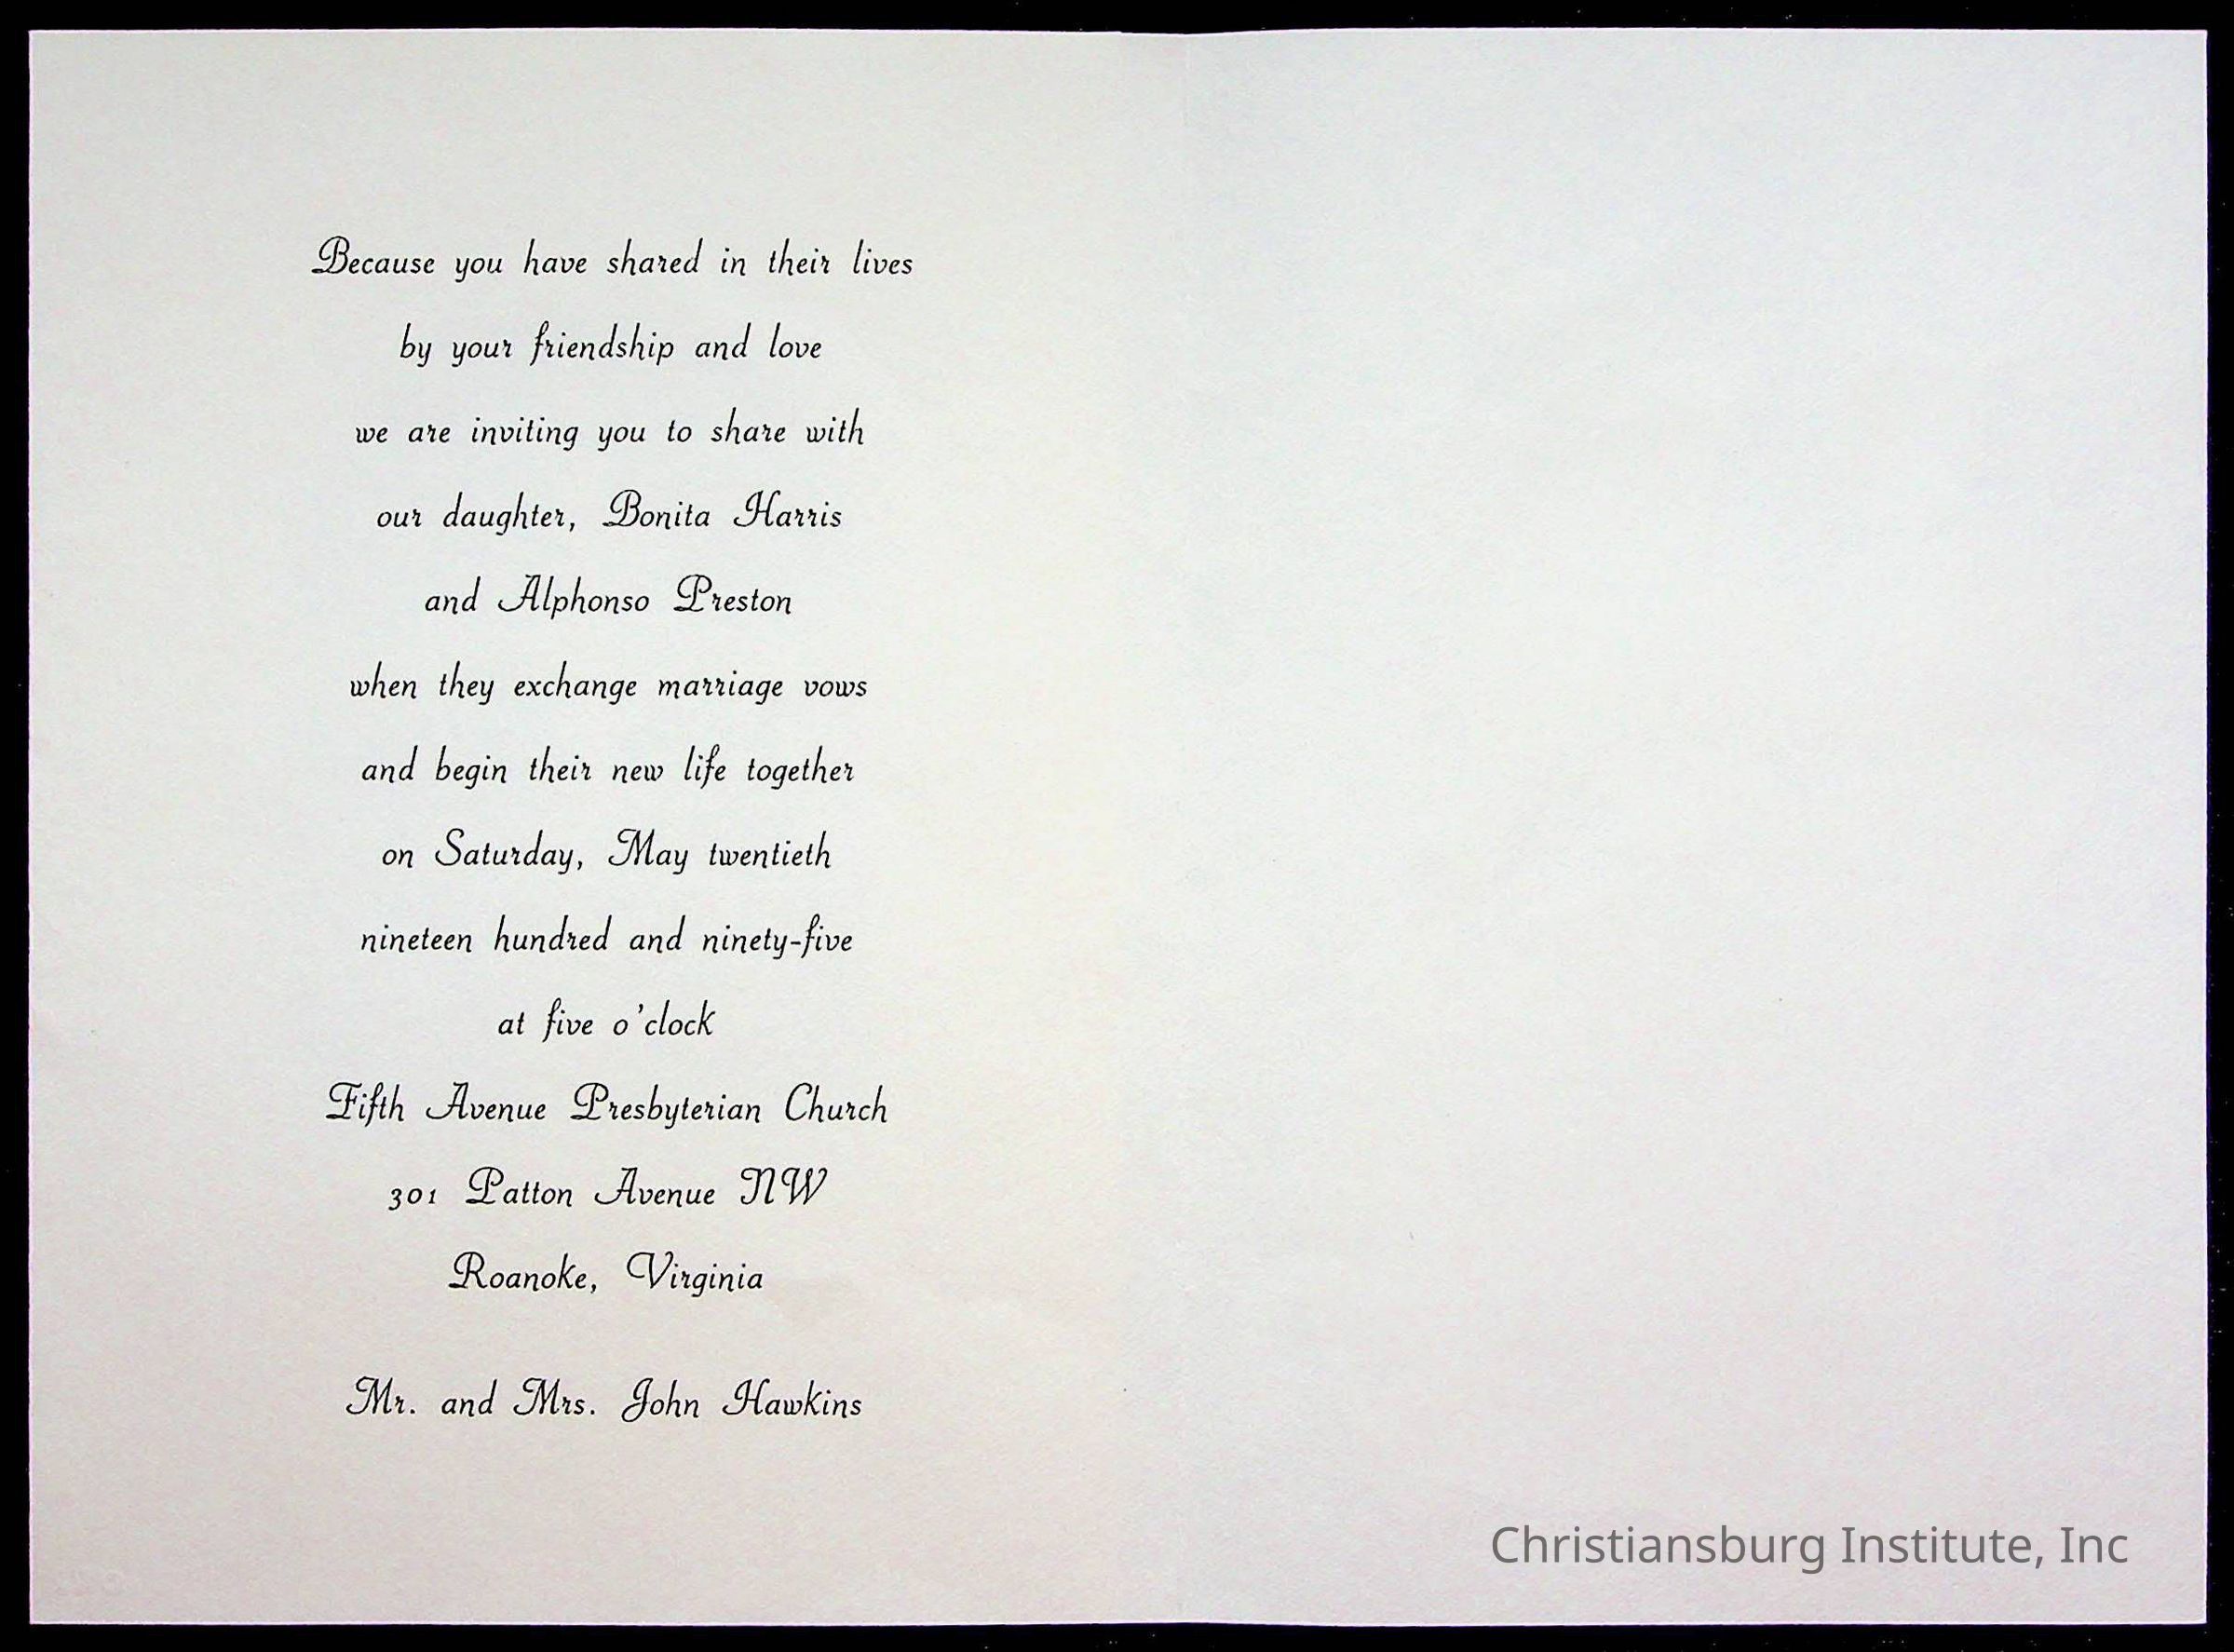 Because you have shared in their lives
by your friendship and love
we are inviting you to share with
our daughter, Bonita Harris
and Alphonso Preston
when they exchange marriage vows
and begin their new life together
on Saturday, May twentieth
nineteen hundred and ninety-five
at five o'clock
Fifth Avenue Presbyterian Church
301 Patton Avenue NW
Roanoke, Virginia
Mr. and Mrs. John Hawkins
Christiansburg Institute, Inc